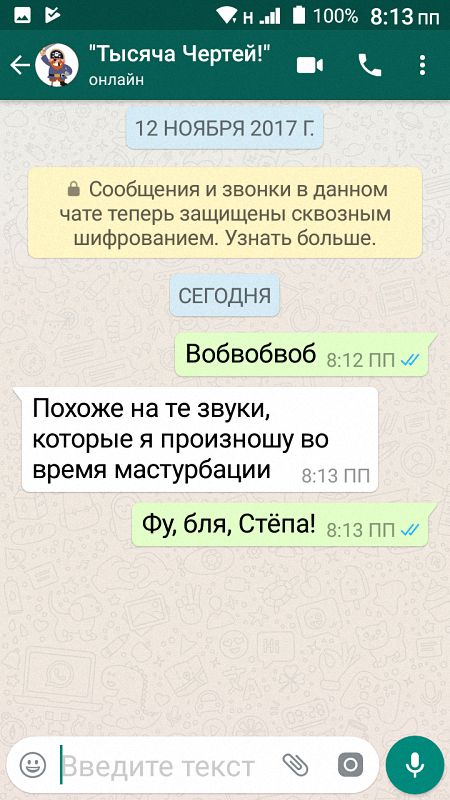 Н 100% 8:13 ПП
"Тысяча Чертей!"
онлайн
12 НОЯБРЯ 2017 Г.
Сообщения и звонки в данном
чате теперь защищены сквозным
шифрованием. Узнать больше.
СЕГОДНЯ
Вобвобвоб 8:12 ПП
Похоже на те звуки,
которые я произношу во
время мастурбации 8:13 ПП
Фу, бля, Стёпа! 8:13 ПП
Введите текст